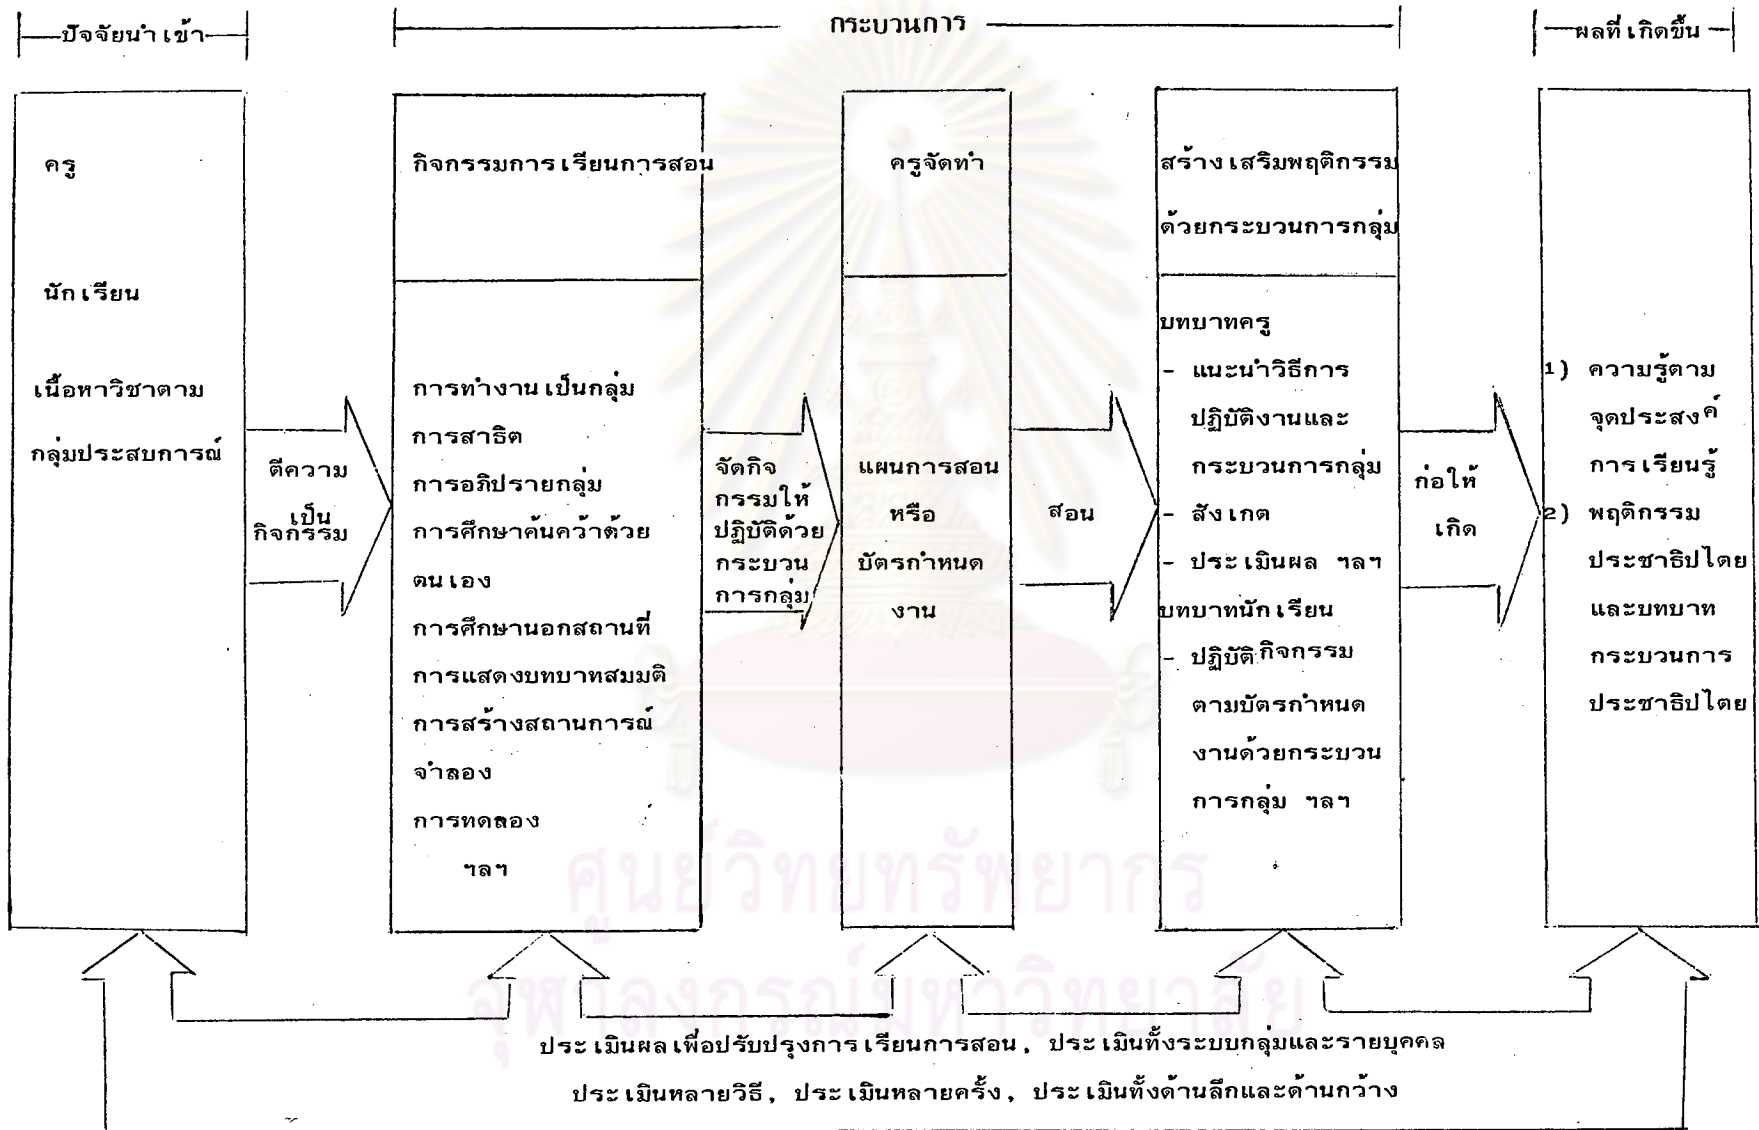 ปัจจัยนำเข้า
กระบวนการ
ผลที่เกิดขึ้น
ครู
นักเรียน
เนื้อหาวิชาตาม
กลุ่มประสบการณ์
ตีความ
เป็น
กิจกรรม
กิจกรรมการเรียนการสอน
การทำงานเป็นกลุ่ม
การสาธิต
การอภิปรายกลุ่ม
การศึกษาค้นคว้าด้วย
ตนเอง
การศึกษานอกสถานที่
การแสดงบทบาทสมมติ
การสร้างสถานการณ์
จำลอง
การทดลอง
ฯลฯ
จัดกิจ
กรรมให้
ปฏิบัติด้วย
กระบวน
การกลุ่ม
ครูจัดทำ
แผนการสอน
หรือ
บัตรกำหนด
งาน
สอน
สร้างเสริมพฤติกรรม
ด้วยกระบวนการกลุ่ม
บทบาทครู
- แนะนำวิธีการ
ปฏิบัติงานและ
กระบวนการกลุ่ม
- สังเกต
- ประเมินผล ฯลฯ
บทบาทนักเรียน
- ปฏิบัติกิจกรรม
ตามบัตรกำหนด
งานด้วยกระบวน
การกลุ่ม ฯลฯ
ก่อให้
เกิด
1) ความรู้ตาม
จุดประสงค์
การเรียนรู้
2) พฤติกรรม
ประชาธิปไตย
และบทบาท
กระบวนการ
ประชาธิปไตย
ศูนย์วิทยทรัพยากร
จุฬาลงกรณ์มหาวิทยาลัย
ประเมินผลเพื่อปรับปรุงการเรียนการสอน, ประเมินทั้งระบบกลุ่มและรายบุคคล
ประเมินหลายวิธี, ประเมินหลายครั้ง, ประเมินทั้งด้านลึกและด้านกว้าง